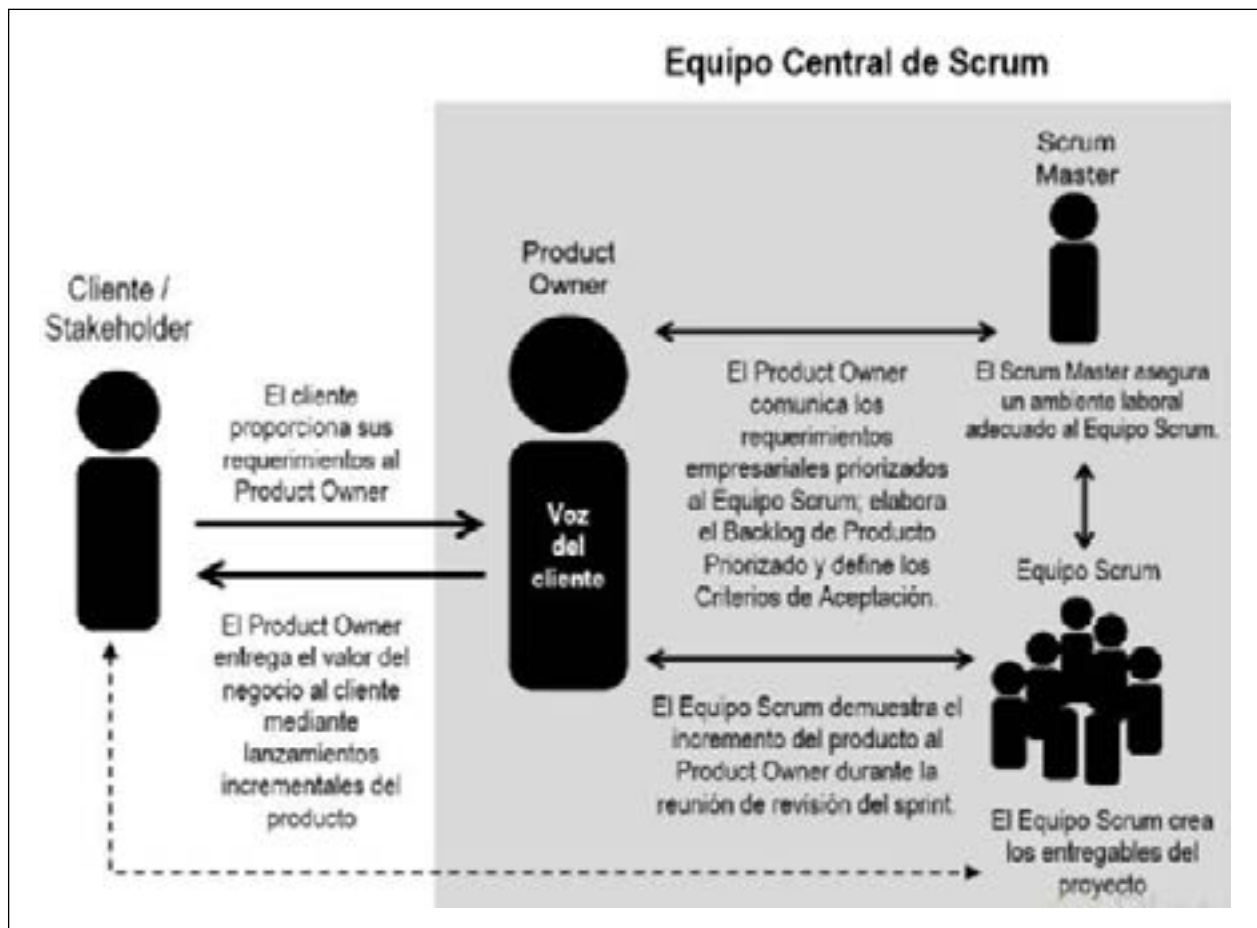 Equipo Central de Scrum
Scrum
Master
Product
Owner
Cliente /
Stakeholder
El cliente
proporciona sus
requerimientos al
Product Owner
Voz
del
cliente
El Product Owner
comunica los
requerimientos
empresariales priorizados
al Equipo Scrum; elabora
el Backlog de Producto
Priorizado y define los
Criterios de Aceptación.
El Scrum Master asegura
un ambiente laboral
adecuado al Equipo Scrum.
Equipo Scrum
El Product Owner
entrega el valor del
negocio al cliente
mediante
lanzamientos
incrementales del
producto
El Equipo Scrum demuestra el
incremento del producto al
Product Owner durante la
reunión de revisión del sprint.
El Equipo Scrum crea
los entregables del
proyecto